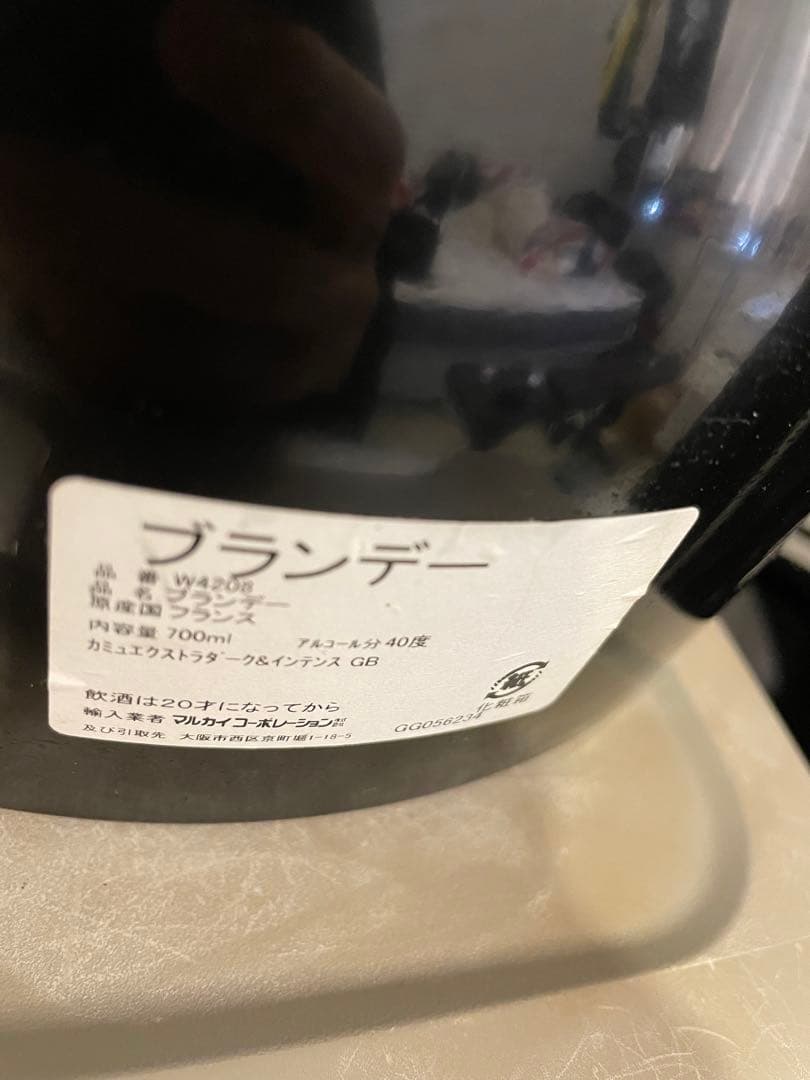 ブランデー
品 番 W4208
品 名 ブランデー
原産国 フランス
内容量 700ml アルコール分 40度
カミュエクストラダーク&インテンス GB
飲酒は20才になってから
輸入業者 マルカイコーポレーション株式会社
及び引取先 大阪市西区京町堀1-18-5
GG056234
紙
化粧箱